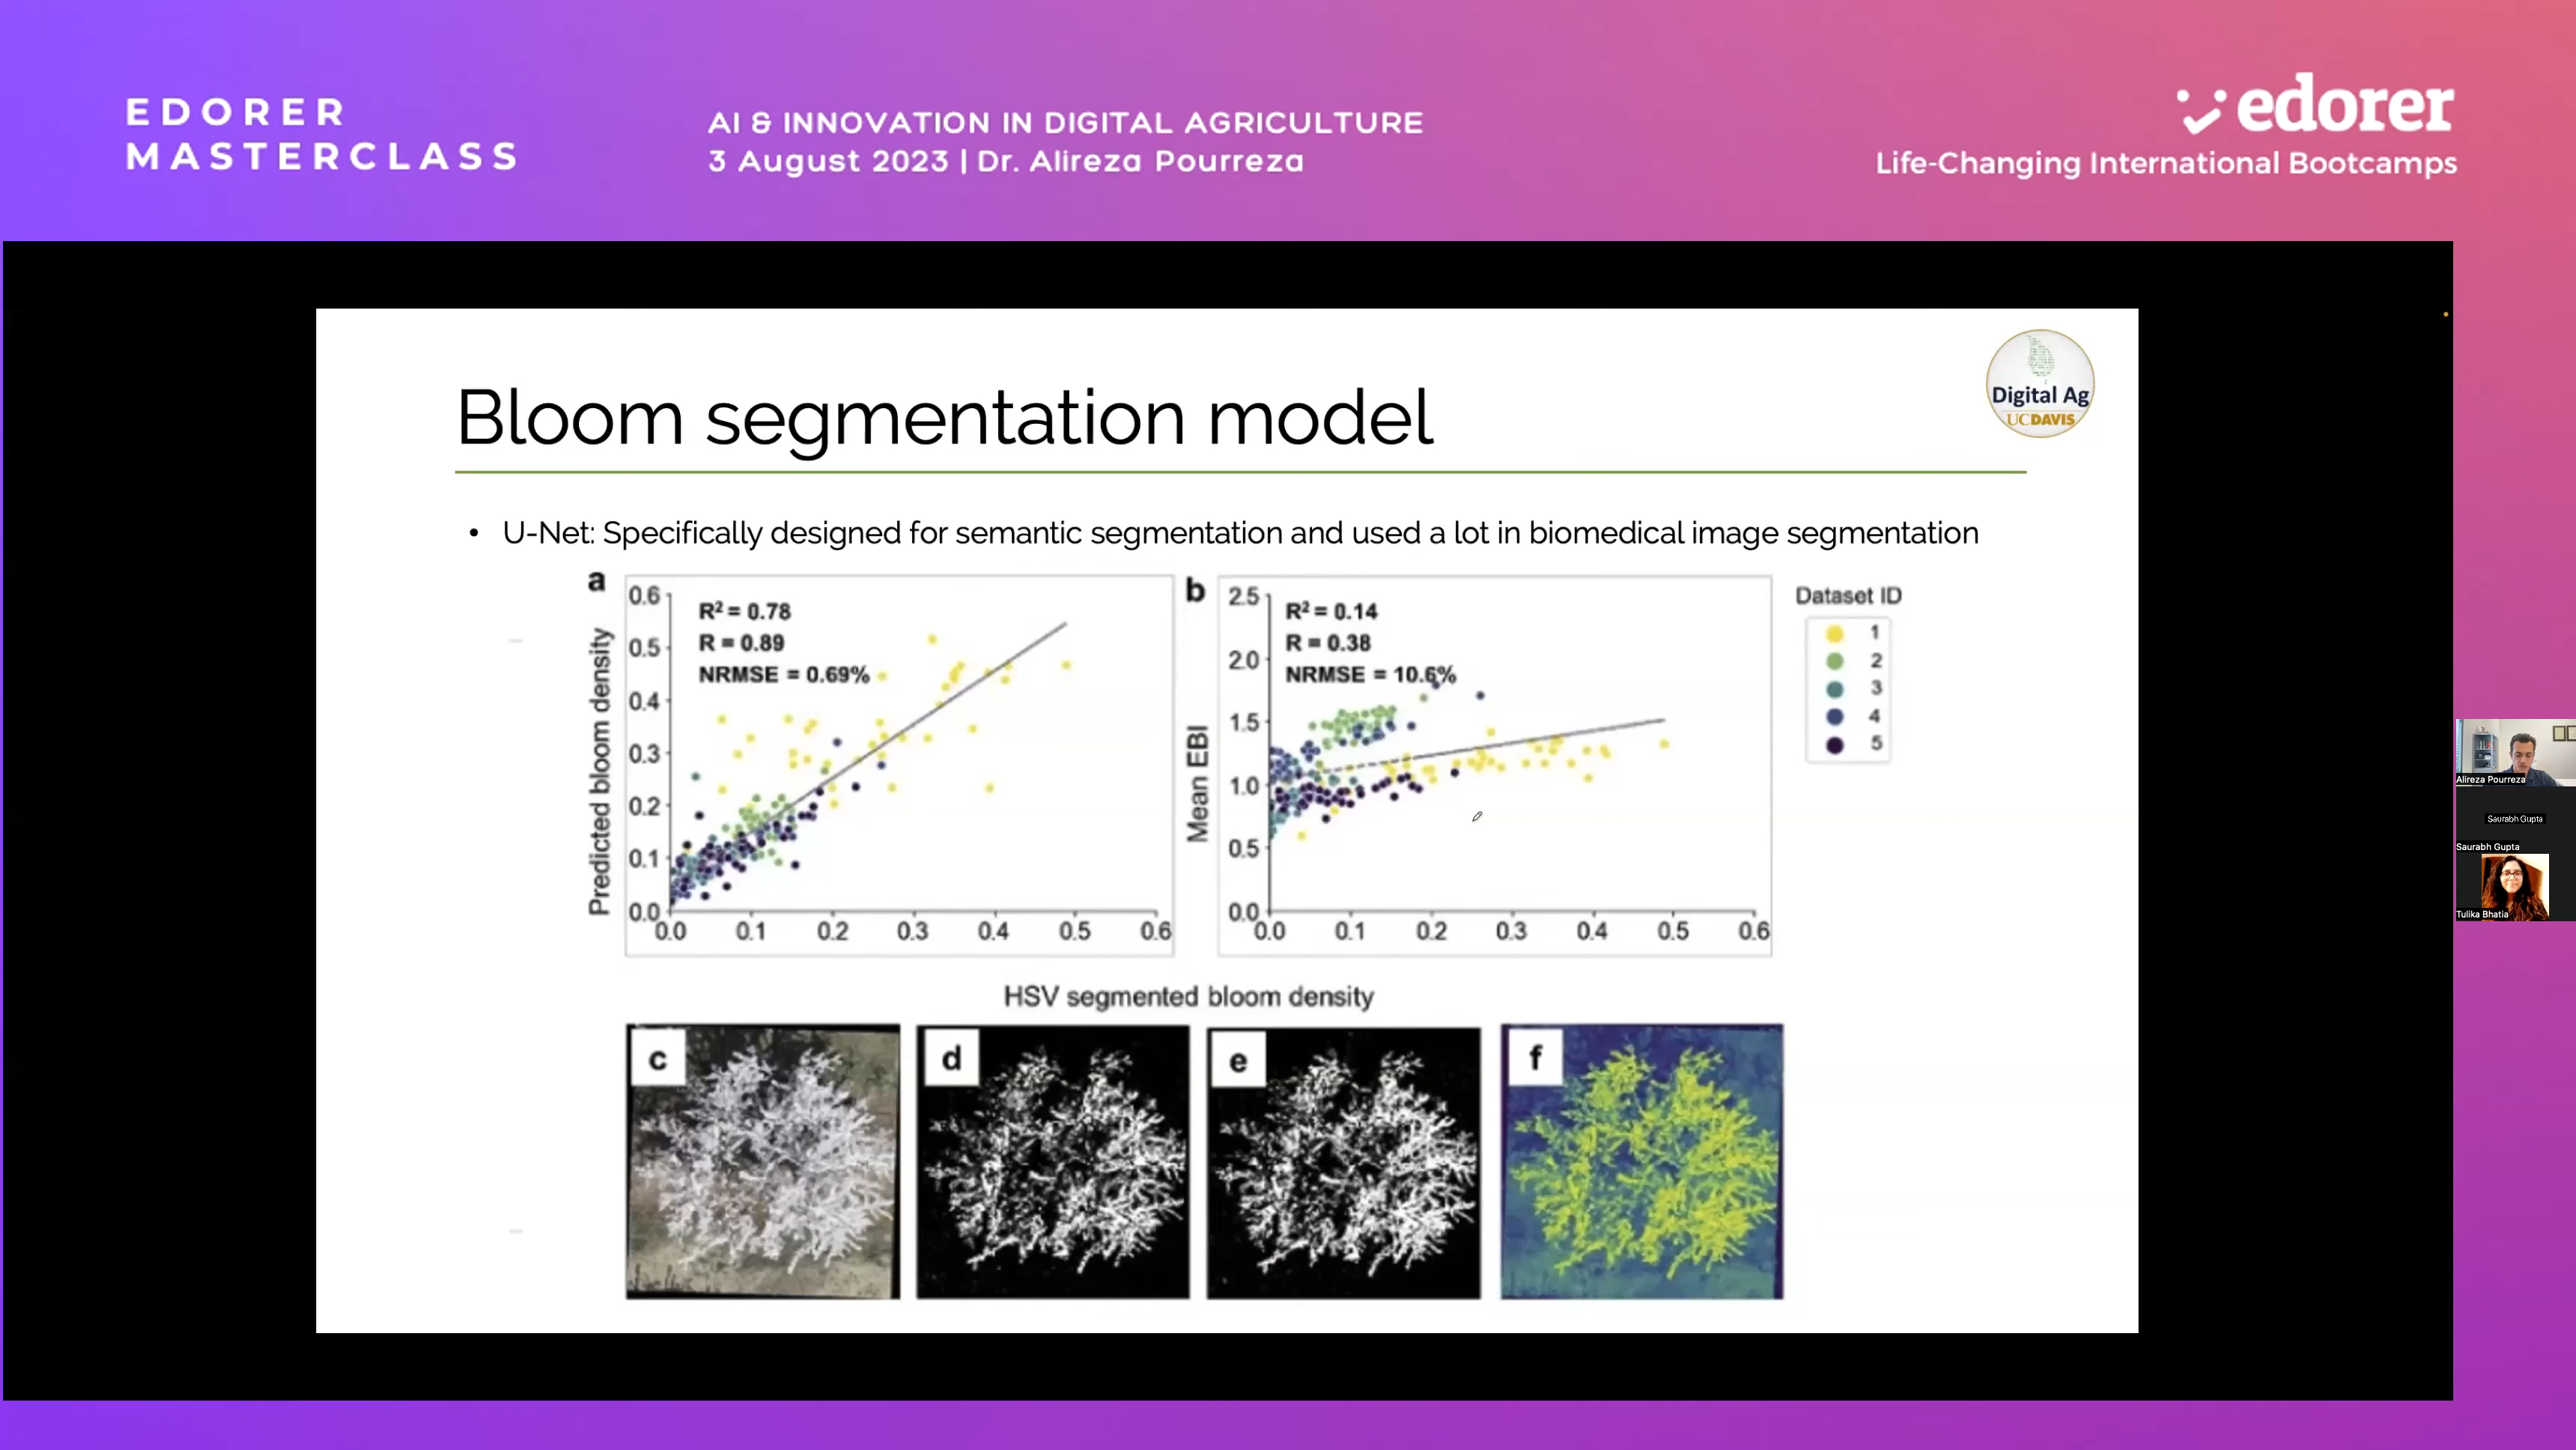 EDORER
MASTERCLASS
AI & INNOVATION IN DIGITAL AGRICULTURE
3 August 2023 | Dr. Alireza Pourreza
edorer
Life-Changing International Bootcamps
Bloom segmentation model
Digital Ag
UCDAVIS
• U-Net: Specifically designed for semantic segmentation and used a lot in biomedical image segmentation
a
R² = 0.78
R = 0.89
NRMSE = 0.69%
Predicted bloom density
0.6
0.5
0.4
0.3
0.2
0.1
0.0
0.0 0.1 0.2 0.3 0.4 0.5 0.6
b
R² = 0.14
R = 0.38
NRMSE = 10.6%
Mean EBI
2.5
2.0
1.5
1.0
0.5
0.0
0.0 0.1 0.2 0.3 0.4 0.5 0.6
Dataset ID
1
2
3
4
5
HSV segmented bloom density
c
d
e
f
Alireza Pourreza
Saurabh Gupta
Saurabh Gupta
Tulika Bhatia